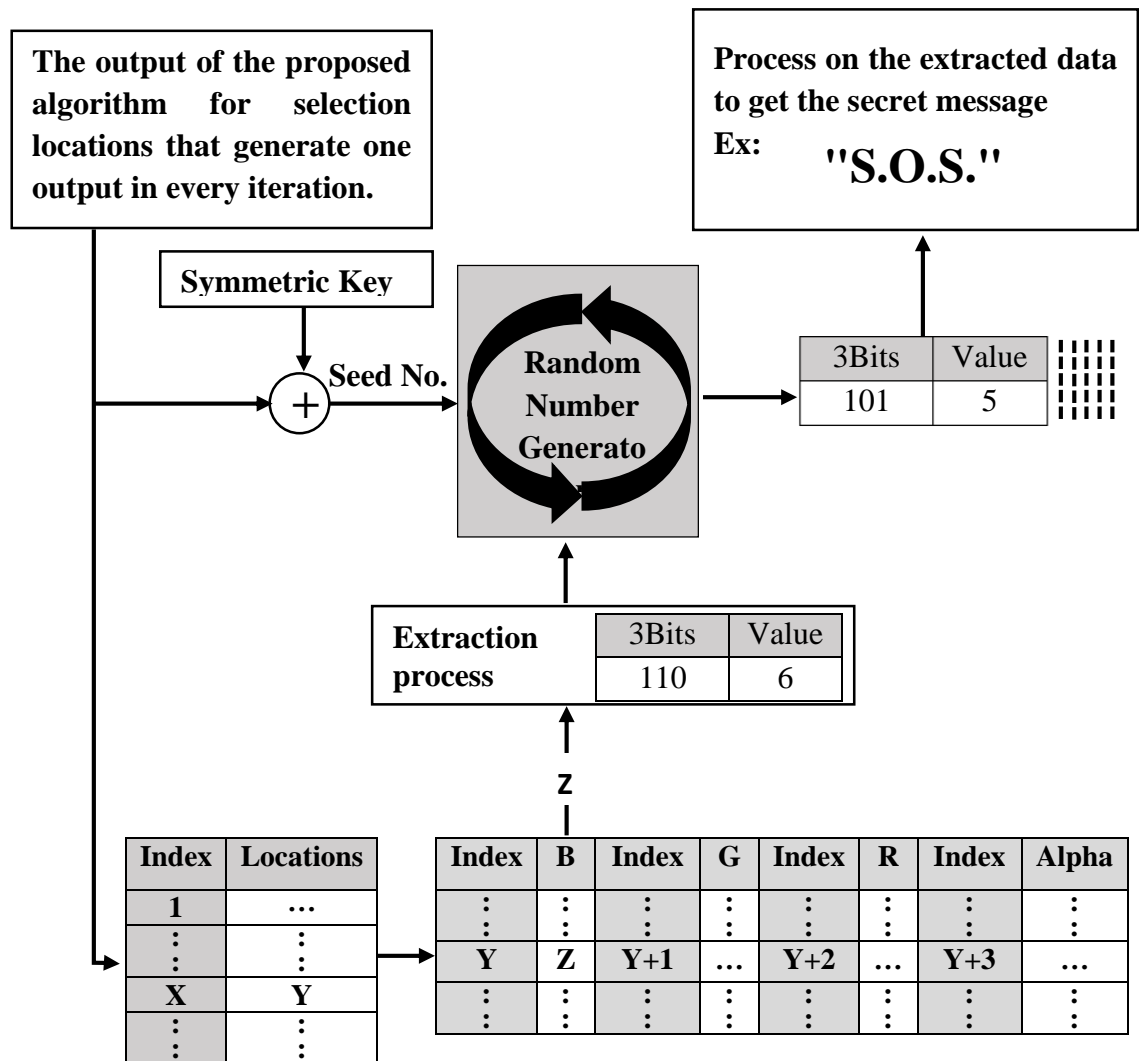 The output of the proposed
algorithm for selection
locations that generate one
output in every iteration.
Process on the extracted data
to get the secret message
Ex: "S.O.S."
Symmetric Key
Seed No.
+
Random
Number
Generato
3Bits Value
101 5
Extraction
process
3Bits Value
110 6
Z
Index Locations
1 ...
⋮ ⋮
X Y
⋮ ⋮
Index B Index G Index R Index Alpha
⋮ ⋮ ⋮ ⋮ ⋮ ⋮ ⋮ ⋮
Y Z Y+1 ... Y+2 ... Y+3 ...
⋮ ⋮ ⋮ ⋮ ⋮ ⋮ ⋮ ⋮